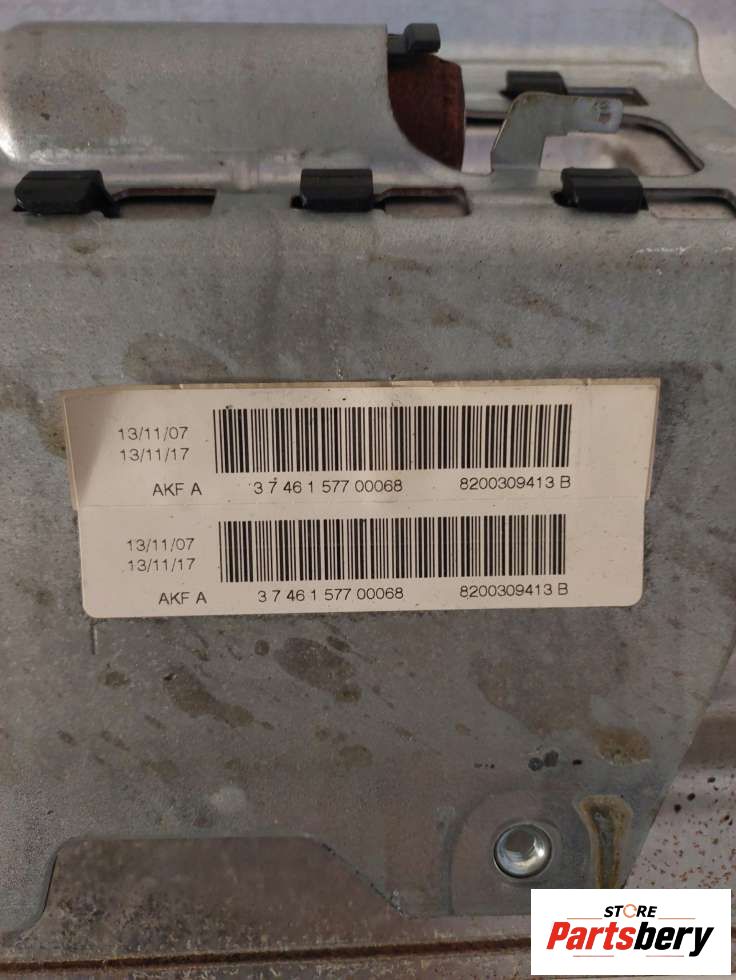 13/11/07
13/11/17
AKF A 3 7 46 1 577 00068 8200309413 B
13/11/07
13/11/17
AKF A 3 7 46 1 577 00068 8200309413 B
STORE
Partsbery